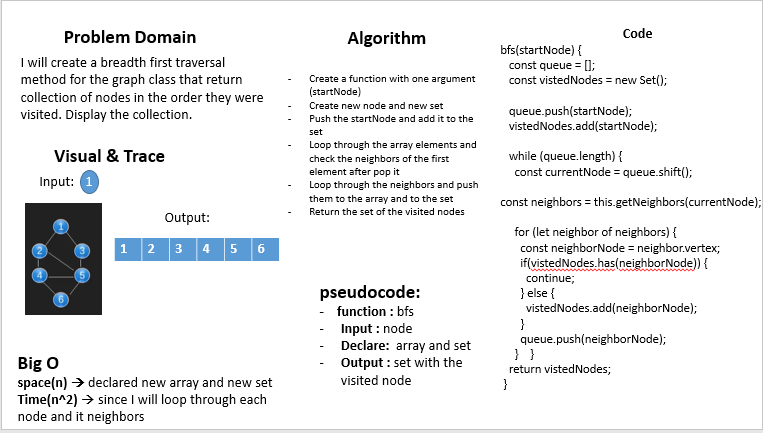 Problem Domain
I will create a breadth first traversal
method for the graph class that return
collection of nodes in the order they were
visited. Display the collection.
Visual & Trace
Input: 1
Output:
1 2 3 4 5 6
1
2 3
4 5
6
Big O
space(n) → declared new array and new set
Time(n^2) → since I will loop through each
node and it neighbors
Algorithm
- Create a function with one argument
(startNode)
- Create new node and new set
- Push the startNode and add it to the
set
- Loop through the array elements and
check the neighbors of the first
element after pop it
- Loop through the neighbors and push
them to the array and to the set
- Return the set of the visited nodes
pseudocode:
- function : bfs
- Input : node
- Declare: array and set
- Output : set with the
visited node
Code
bfs(startNode) {
const queue = [];
const vistedNodes = new Set();
queue.push(startNode);
vistedNodes.add(startNode);
while (queue.length) {
const currentNode = queue.shift();
const neighbors = this.getNeighbors(currentNode);
for (let neighbor of neighbors) {
const neighborNode = neighbor.vertex;
if(vistedNodes.has(neighborNode)) {
continue;
} else {
vistedNodes.add(neighborNode);
}
queue.push(neighborNode);
} }
return vistedNodes;
}